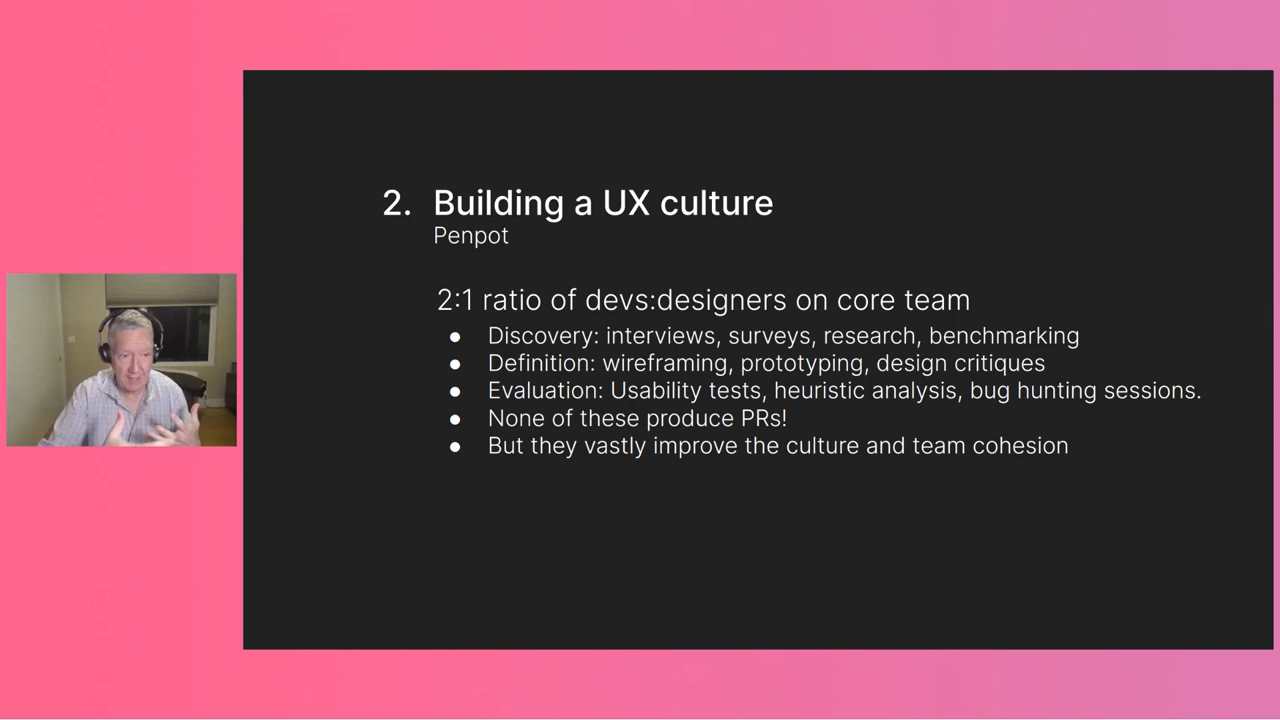 2. Building a UX culture
Penpot
2:1 ratio of devs:designers on core team
● Discovery: interviews, surveys, research, benchmarking
● Definition: wireframing, prototyping, design critiques
● Evaluation: Usability tests, heuristic analysis, bug hunting sessions.
● None of these produce PRs!
● But they vastly improve the culture and team cohesion